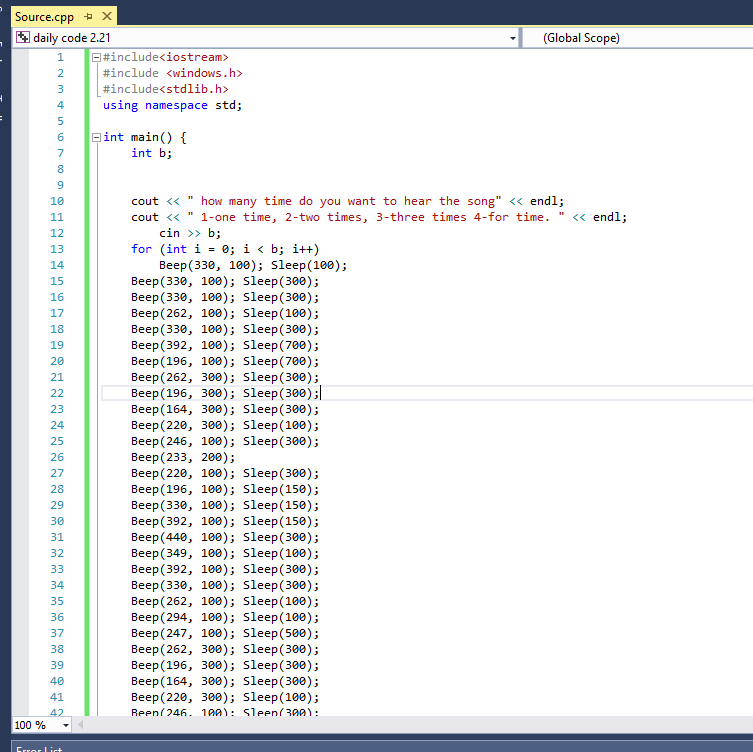 Source.cpp
daily code 2.21 (Global Scope)
1 #include<iostream>
2 #include <windows.h>
3 #include<stdlib.h>
4 using namespace std;
5
6 int main() {
7 int b;
8
9
10 cout << " how many time do you want to hear the song" << endl;
11 cout << " 1-one time, 2-two times, 3-three times 4-for time. " << endl;
12 cin >> b;
13 for (int i = 0; i < b; i++)
14 Beep(330, 100); Sleep(100);
15 Beep(330, 100); Sleep(300);
16 Beep(330, 100); Sleep(300);
17 Beep(262, 100); Sleep(100);
18 Beep(330, 100); Sleep(300);
19 Beep(392, 100); Sleep(700);
20 Beep(196, 100); Sleep(700);
21 Beep(262, 300); Sleep(300);
22 Beep(196, 300); Sleep(300);
23 Beep(164, 300); Sleep(300);
24 Beep(220, 300); Sleep(100);
25 Beep(246, 100); Sleep(300);
26 Beep(233, 200);
27 Beep(220, 100); Sleep(300);
28 Beep(196, 100); Sleep(150);
29 Beep(330, 100); Sleep(150);
30 Beep(392, 100); Sleep(150);
31 Beep(440, 100); Sleep(300);
32 Beep(349, 100); Sleep(100);
33 Beep(392, 100); Sleep(300);
34 Beep(330, 100); Sleep(300);
35 Beep(262, 100); Sleep(100);
36 Beep(294, 100); Sleep(100);
37 Beep(247, 100); Sleep(500);
38 Beep(262, 300); Sleep(300);
39 Beep(196, 300); Sleep(300);
40 Beep(164, 300); Sleep(300);
41 Beep(220, 300); Sleep(100);
42 Beep(246, 100); Sleep(300);
100 %
Error List